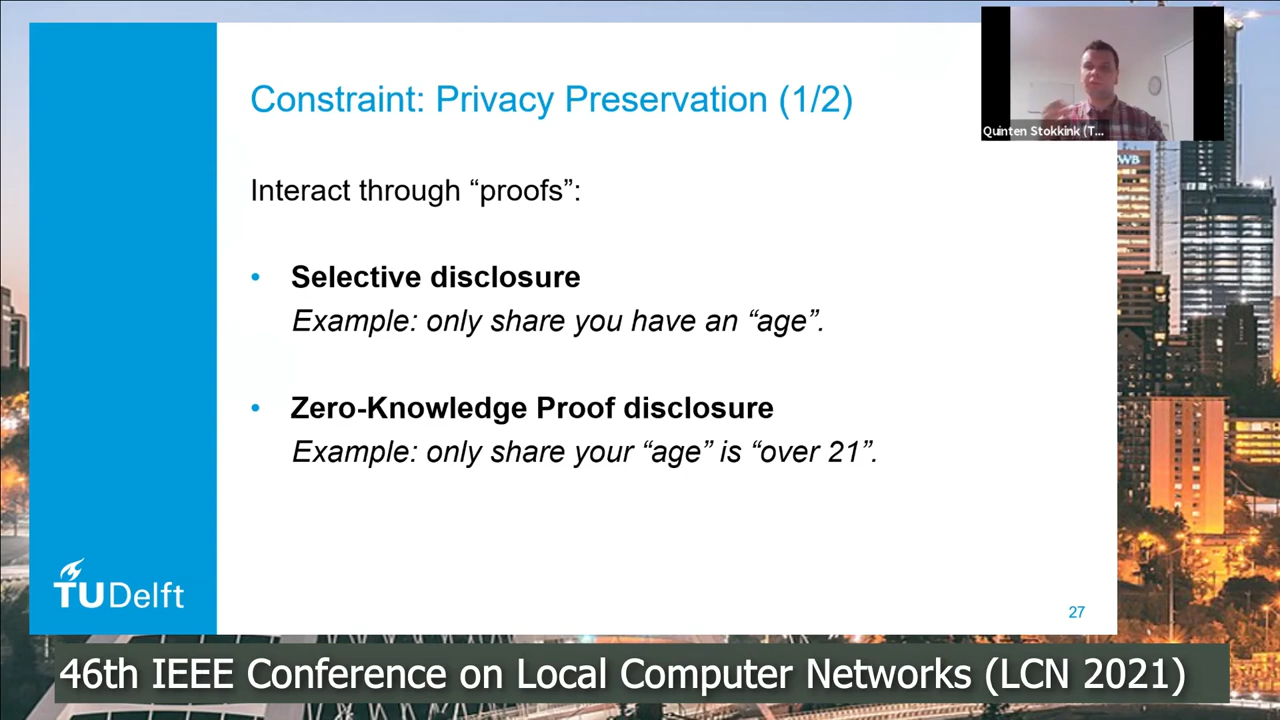 Constraint: Privacy Preservation (1/2)
Quinten Stokkink (T...
WB
Interact through “proofs”:
• Selective disclosure
Example: only share you have an “age”.
• Zero-Knowledge Proof disclosure
Example: only share your “age” is “over 21”.
TUDelft
27
46th IEEE Conference on Local Computer Networks (LCN 2021)